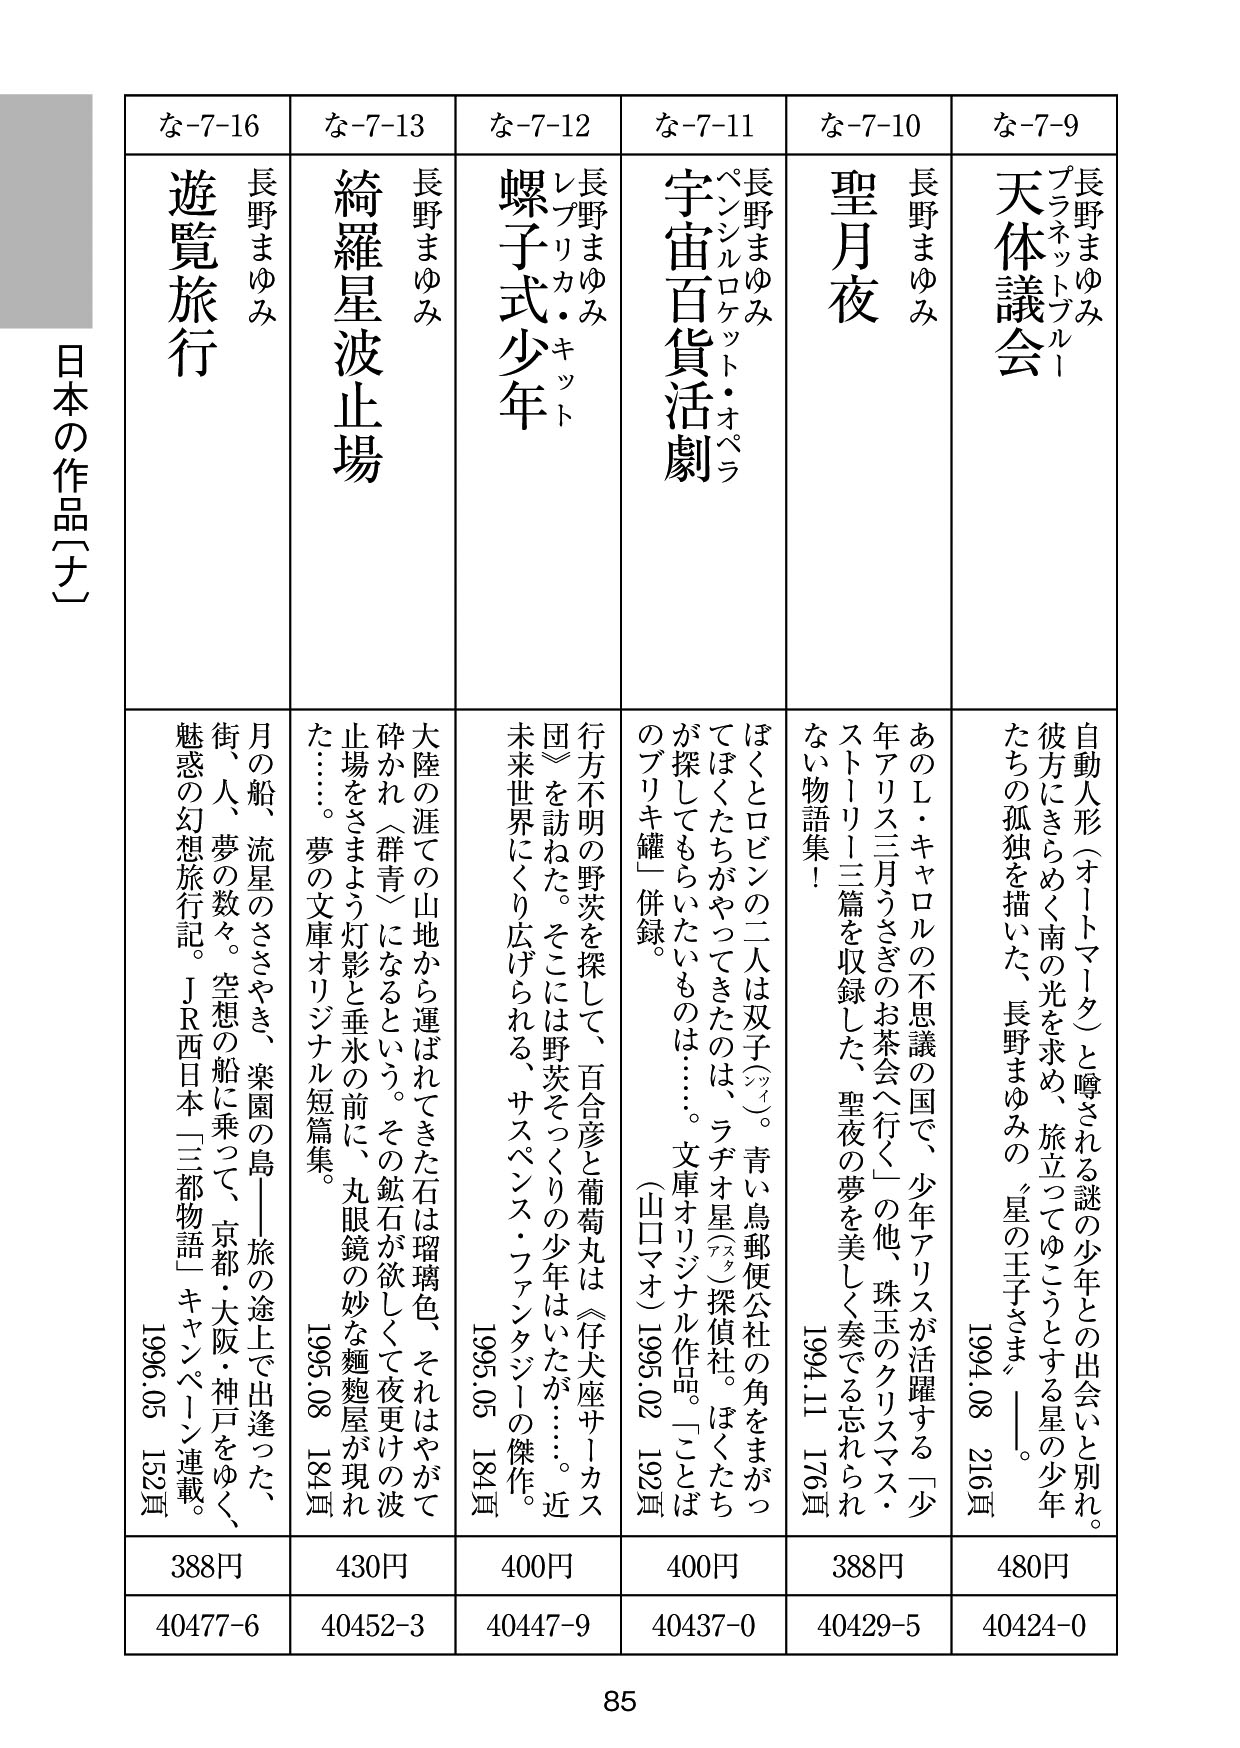 な-7-9
長野まゆみ
プラネットブルー
天体議会
自動人形（オートマータ）と噂される謎の少年との出会いと別れ。
彼方にきらめく南の光を求め、旅立ってゆこうとする星の少年
たちの孤独を描いた、長野まゆみの〝星の王子さま〟――。
1994.08 216頁
480円
40424-0
な-7-10
長野まゆみ
聖月夜
あのL・キャロルの不思議の国で、少年アリスが活躍する「少
年アリス三月うさぎのお茶会へ行く」の他、珠玉のクリスマス・
ストーリー三篇を収録した、聖夜の夢を美しく奏でる忘れられ
ない物語集！
1994.11 176頁
388円
40429-5
な-7-11
長野まゆみ
ペンシルロケット・オペラ
宇宙百貨活劇
ぼくとロビンの二人は双子（ツイン）。青い鳥郵便公社の角をまがっ
てぼくたちがやってきたのは、ラヂオ星（スタア）探偵社。ぼくたち
が探してもらいたいものは……。文庫オリジナル作品。「ことば
のブリキ罐」併録。
（山口マオ）1995.02 192頁
400円
40437-0
な-7-12
長野まゆみ
レプリカ・キット
螺子式少年
行方不明の野茨を探して、百合彦と葡萄丸は《仔犬座サーカス
団》を訪ねた。そこには野茨そっくりの少年はいたが……。近
未来世界にくり広げられる、サスペンス・ファンタジーの傑作。
1995.05 184頁
400円
40447-9
な-7-13
長野まゆみ
綺羅星波止場
大陸の涯ての山地から運ばれてきた石は瑠璃色、それはやがて
砕かれ〈群青〉になるという。その鉱石が欲しくて夜更けの波
止場をさまよう灯影と垂氷の前に、丸眼鏡の妙な麵麭屋が現れ
た……。夢の文庫オリジナル短篇集。
1995.08 184頁
430円
40452-3
な-7-16
長野まゆみ
遊覧旅行
月の船、流星のささやき、楽園の島――旅の途上で出逢った、
街、人、夢の数々。空想の船に乗って、京都・大阪・神戸をゆく、
魅惑の幻想旅行記。JR西日本「三都物語」キャンペーン連載。
1996.05 152頁
388円
40477-6
日本の作品〔ナ〕
85